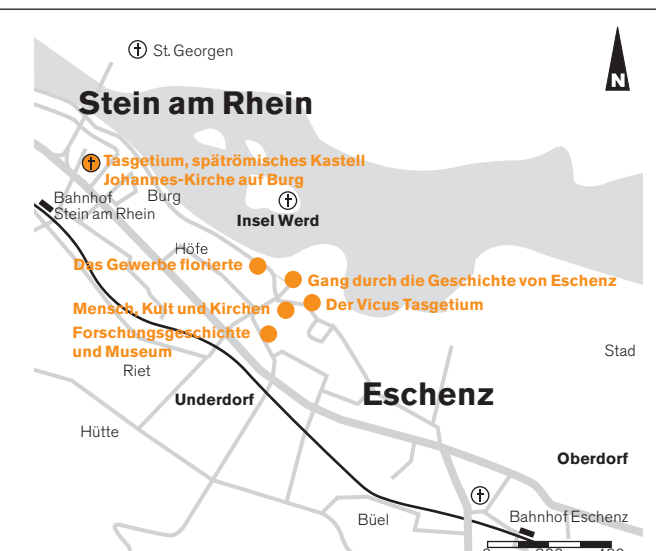 St. Georgen
N
Stein am Rhein
Tasgetium, spätrömisches Kastell
Johannes-Kirche auf Burg
Bahnhof
Stein am Rhein
Burg
Insel Werd
Höfe
Das Gewerbe florierte
Gang durch die Geschichte von Eschenz
Mensch, Kult und Kirchen
Der Vicus Tasgetium
Forschungsgeschichte
und Museum
Stad
Riet
Underdorf
Eschenz
Hütte
Oberdorf
Büel
Bahnhof Eschenz